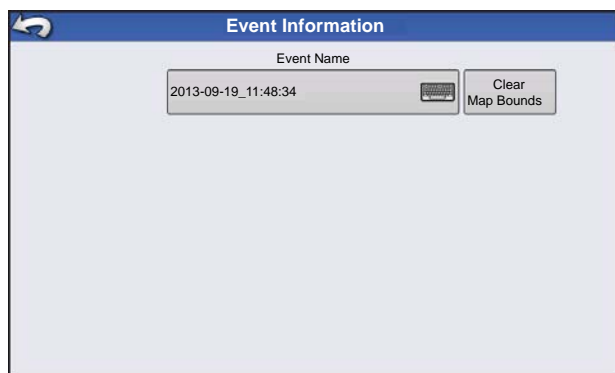 Event Information
Event Name
2013-09-19_11:48:34
Clear
Map Bounds